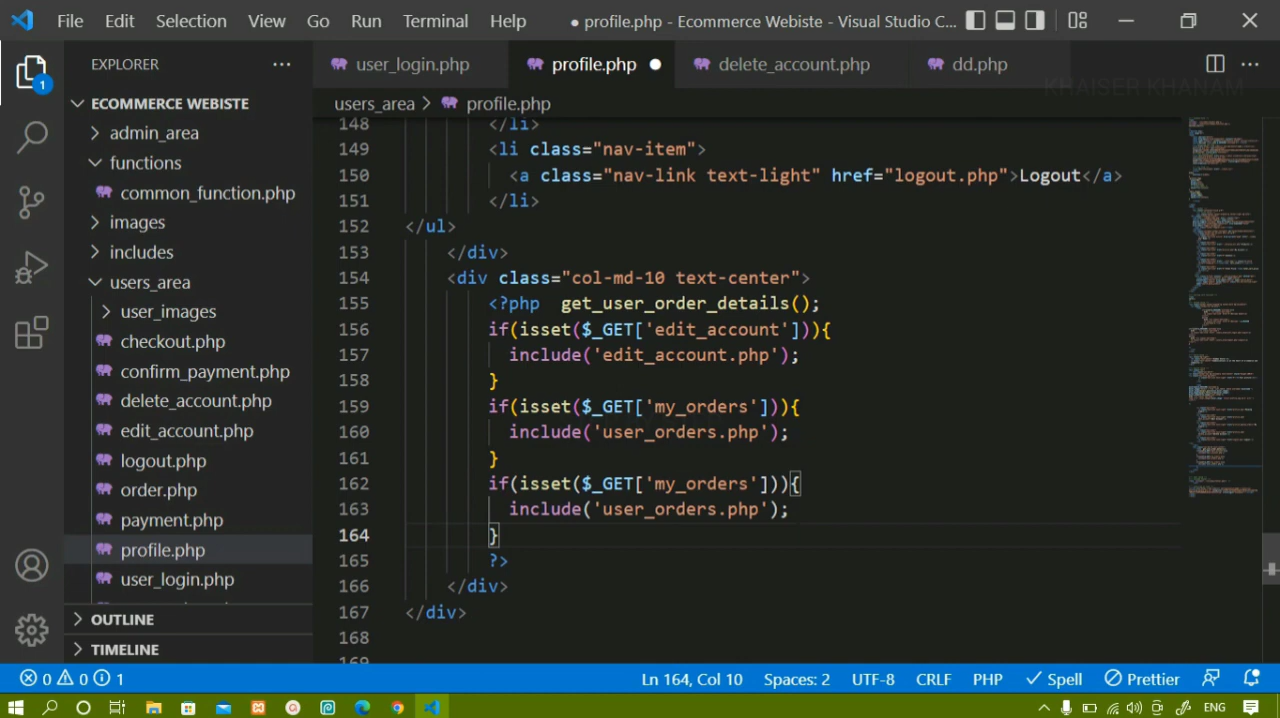 File Edit Selection View Go Run Terminal Help ● profile.php - Ecommerce Webiste - Visual Studio C...
EXPLORER ...
user_login.php profile.php ● delete_account.php dd.php ...
KHAISER KHANAM
1
ECOMMERCE WEBISTE
admin_area
functions
common_function.php
images
includes
users_area
user_images
checkout.php
confirm_payment.php
delete_account.php
edit_account.php
logout.php
order.php
payment.php
profile.php
user_login.php
OUTLINE
TIMELINE
users_area > profile.php
148 </li>
149 <li class="nav-item">
150 <a class="nav-link text-light" href="logout.php">Logout</a>
151 </li>
152 </ul>
153 </div>
154 <div class="col-md-10 text-center">
155 <?php get_user_order_details();
156 if(isset($_GET['edit_account'])){
157 include('edit_account.php');
158 }
159 if(isset($_GET['my_orders'])){
160 include('user_orders.php');
161 }
162 if(isset($_GET['my_orders'])){
163 include('user_orders.php');
164 }
165 ?>
166 </div>
167 </div>
168
169
0 0 1 Ln 164, Col 10 Spaces: 2 UTF-8 CRLF PHP Spell Prettier
ENG